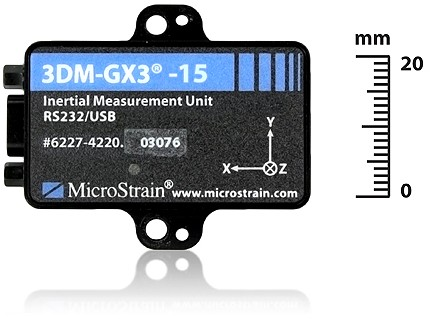 3DM-GX3® -15
Inertial Measurement Unit
RS232/USB
#6227-4220. 03076
Y
X Z
MicroStrain® www.microstrain.com
mm
20
0